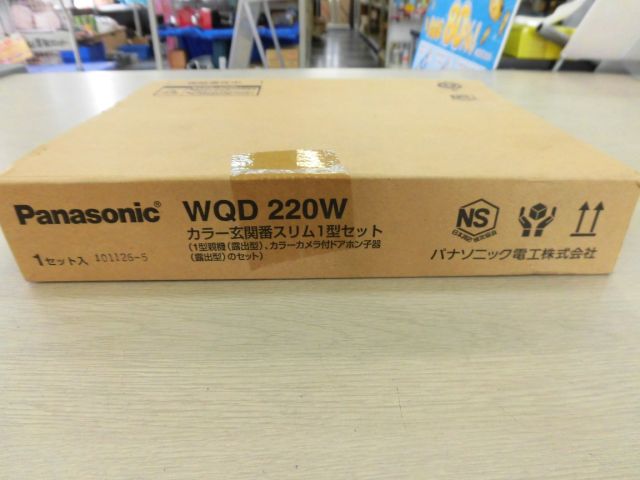 Panasonic®
WQD 220W
カラー玄関番スリム1型セット
(1型親機(露出型)、カラーカメラ付ドアホン子器
(露出型)のセット)
1セット入 101126-5
NS
パナソニック電工株式会社